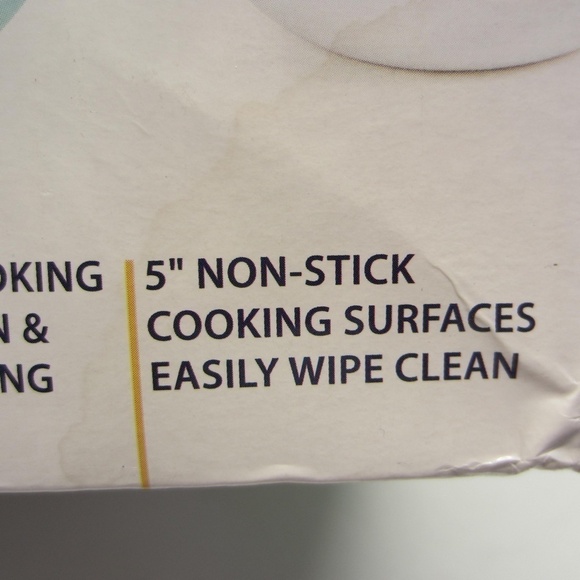 &
5" NON-STICK
COOKING SURFACES
EASILY WIPE CLEAN